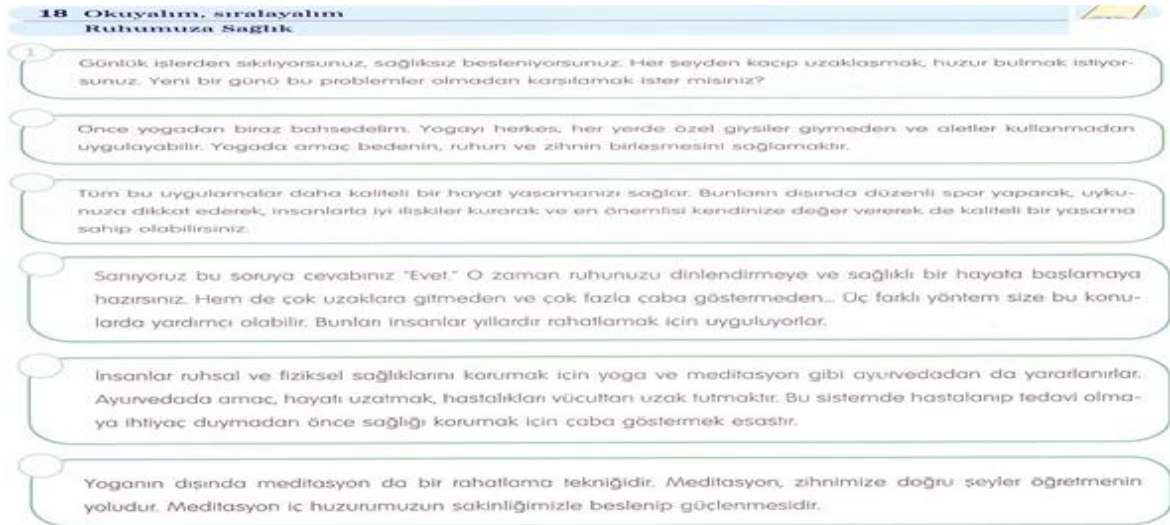 18 Okuyalım, sıralayalım
Ruhumuza Sağlık
1
Günlük işlerden sıkılıyorsunuz, sağlıksız besleniyorsunuz. Her şeyden kaçıp uzaklaşmak, huzur bulmak istiyor-
sunuz. Yeni bir günü bu problemler olmadan karşılamak ister misiniz?
Önce yogadan biraz bahsedelim. Yogayı herkes, her yerde özel giysiler giymeden ve aletler kullanmadan
uygulayabilir. Yogada amaç bedenin, ruhun ve zihnin birleşmesini sağlamaktır.
Tüm bu uygulamalar daha kaliteli bir hayat yaşamanızı sağlar. Bunların dışında düzenli spor yaparak, uyku-
nuza dikkat ederek, insanlarla iyi ilişkiler kurarak ve en önemlisi kendinize değer vererek de kaliteli bir yaşama
sahip olabilirsiniz.
Sanıyoruz bu soruya cevabınız "Evet." O zaman ruhunuzu dinlendirmeye ve sağlıklı bir hayata başlamaya
hazırsınız. Hem de çok uzaklara gitmeden ve çok fazla çaba göstermeden... Üç farklı yöntem size bu konu-
larda yardımcı olabilir. Bunları insanlar yıllardır rahatlamak için uyguluyorlar.
İnsanlar ruhsal ve fiziksel sağlıklarını korumak için yoga ve meditasyon gibi ayurvedadan da yararlanırlar.
Ayurvedada amaç, hayatı uzatmak, hastalıkları vücuttan uzak tutmaktır. Bu sistemde hastalanıp tedavi olma-
ya ihtiyaç duymadan önce sağlığı korumak için çaba göstermek esastır.
Yoganın dışında meditasyon da bir rahatlama tekniğidir. Meditasyon, zihnimize doğru şeyler öğretmenin
yoludur. Meditasyon iç huzurumuzun sakinliğimizle beslenip güçlenmesidir.